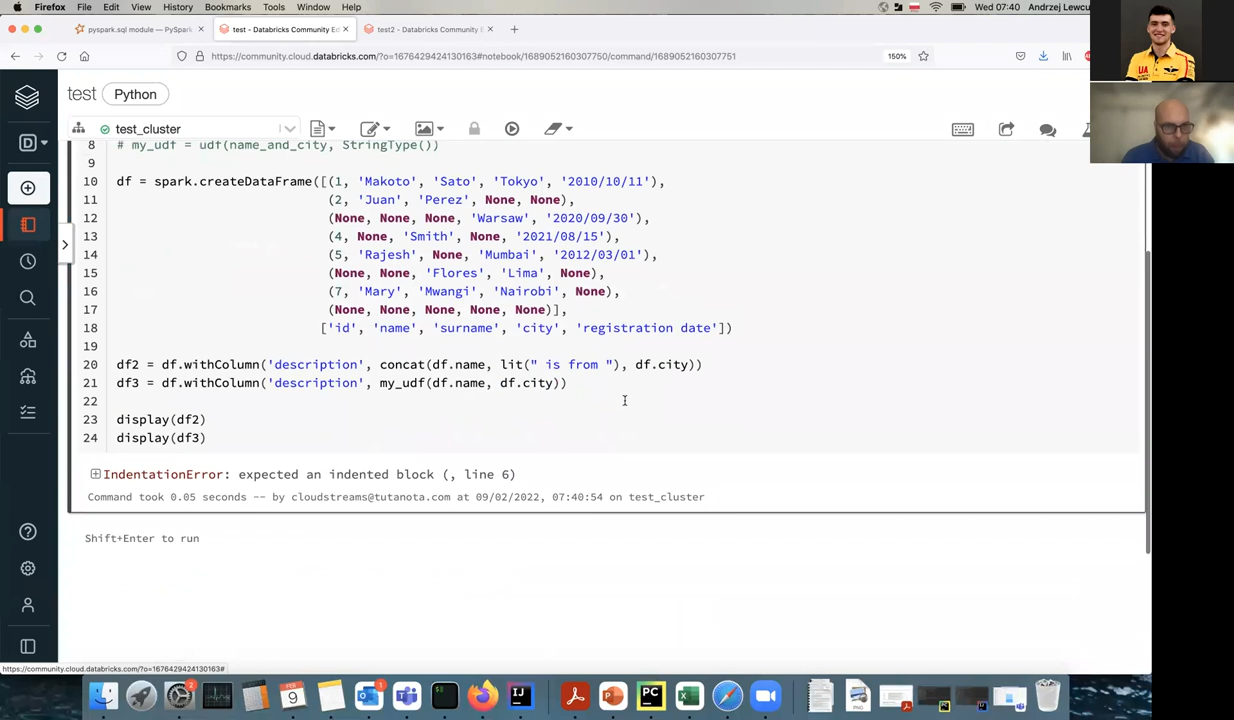 Firefox File Edit View History Bookmarks Tools Window Help Wed 07:40 Andrzej Lewcu
pyspark.sql module — PySpark
test - Databricks Community Ed
test2 - Databricks Community E
https://community.cloud.databricks.com/?o=1676429424130163#notebook/1689052160307750/command/1689052160307751
150%
test Python
test_cluster
8 # my_udf = udf(name_and_city, StringType())
9
10 df = spark.createDataFrame([(1, 'Makoto', 'Sato', 'Tokyo', '2010/10/11'),
11 (2, 'Juan', 'Perez', None, None),
12 (None, None, None, 'Warsaw', '2020/09/30'),
13 (4, None, 'Smith', None, '2021/08/15'),
14 (5, 'Rajesh', None, 'Mumbai', '2012/03/01'),
15 (None, None, 'Flores', 'Lima', None),
16 (7, 'Mary', 'Mwangi', 'Nairobi', None),
17 (None, None, None, None, None)],
18 ['id', 'name', 'surname', 'city', 'registration date'])
19
20 df2 = df.withColumn('description', concat(df.name, lit(" is from "), df.city))
21 df3 = df.withColumn('description', my_udf(df.name, df.city))
22
23 display(df2)
24 display(df3)
IndentationError: expected an indented block (, line 6)
Command took 0.05 seconds -- by cloudstreams@tutanota.com at 09/02/2022, 07:40:54 on test_cluster
Shift+Enter to run
https://community.cloud.databricks.com/?o=1676429424130163#